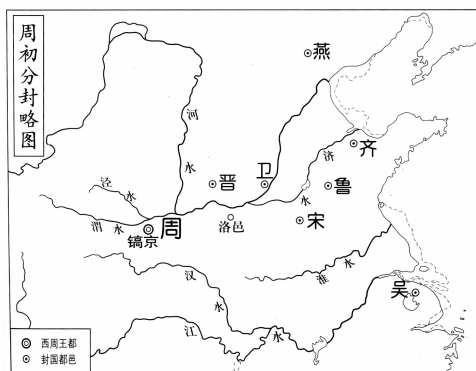 周初分封略图
燕
河
水
济
水
齐
卫
晋
鲁
泾
水
周
渭
水
镐京
洛邑
宋
汉
水
淮
水
吴
江
水
西周王都
封国都邑